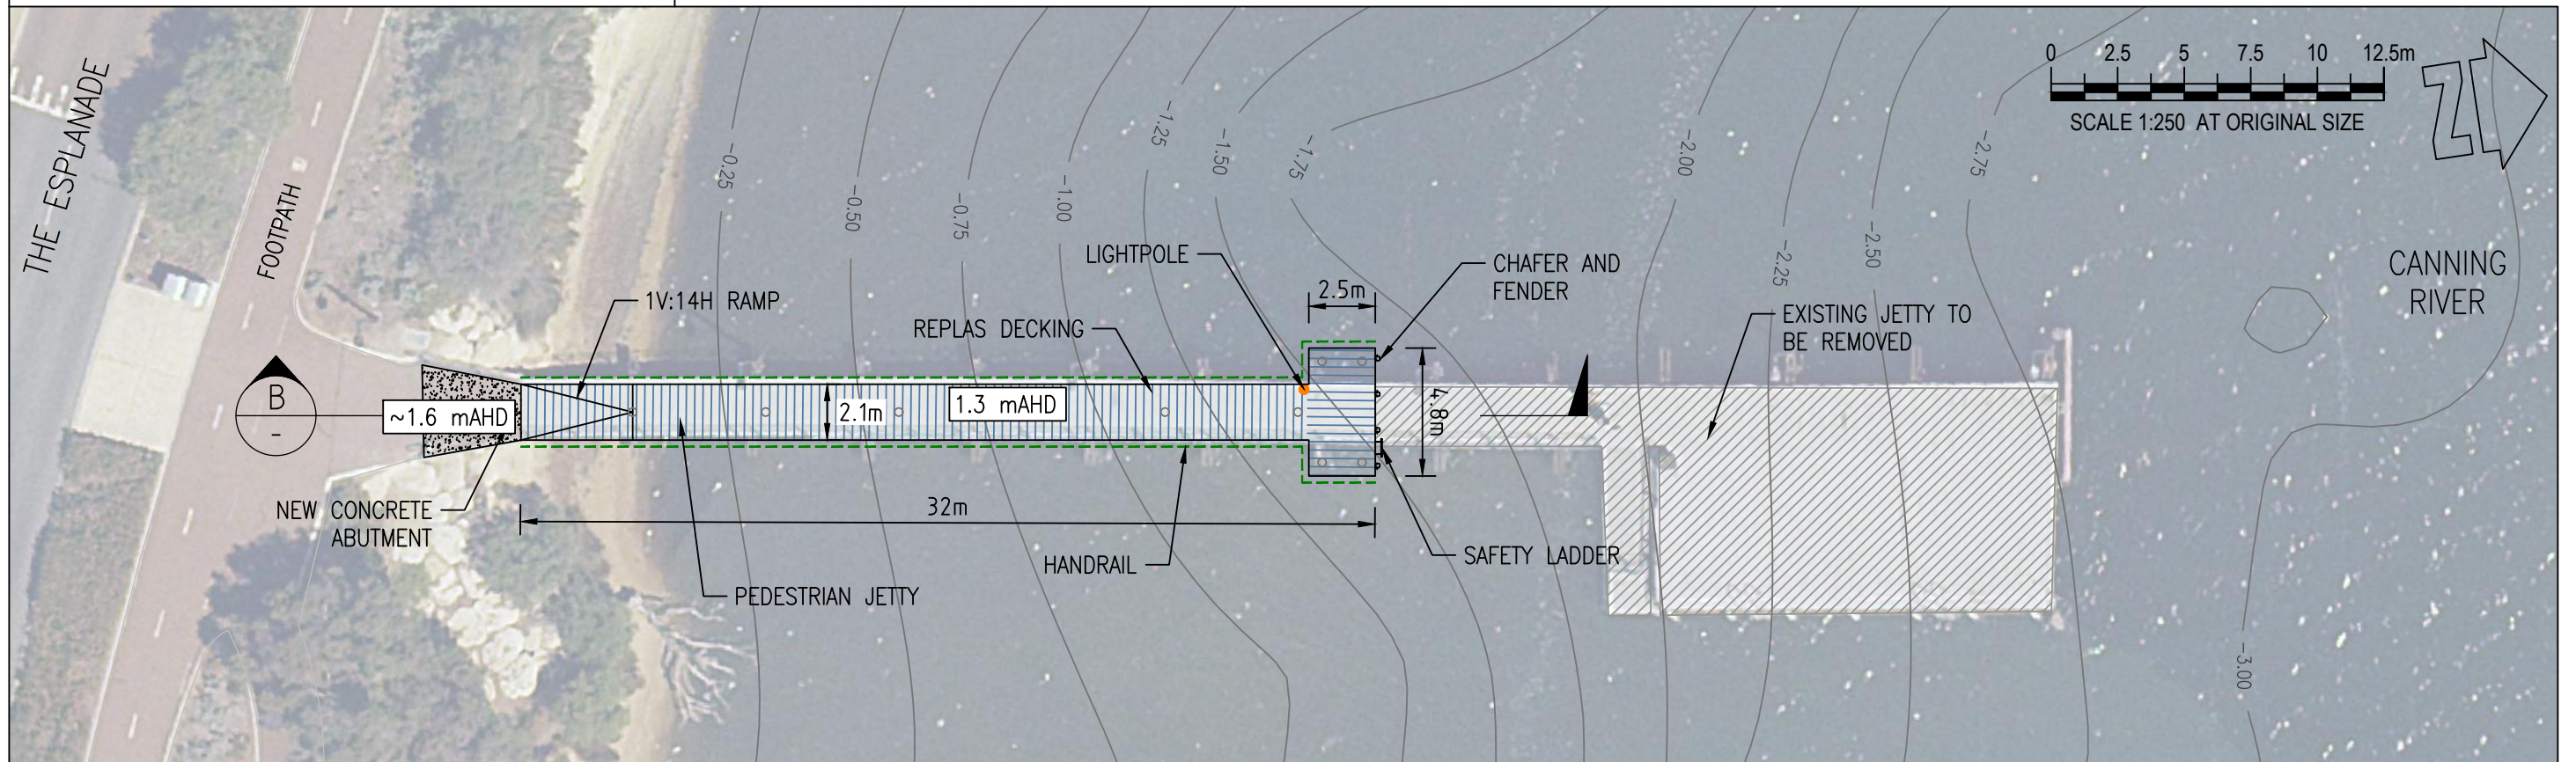 THE ESPLANADE
FOOTPATH
0 2.5 5 7.5 10 12.5m
SCALE 1:250 AT ORIGINAL SIZE
N
CANNING
RIVER
-0.25
-0.50
-0.75
-1.00
-1.25
-1.50
-1.75
-2.00
-2.25
-2.50
-2.75
-3.00
LIGHTPOLE
CHAFER AND
FENDER
2.5m
1V:14H RAMP
REPLAS DECKING
EXISTING JETTY TO
BE REMOVED
B
-
~1.6 mAHD
2.1m
1.3 mAHD
4.8m
32m
NEW CONCRETE
ABUTMENT
HANDRAIL
SAFETY LADDER
PEDESTRIAN JETTY